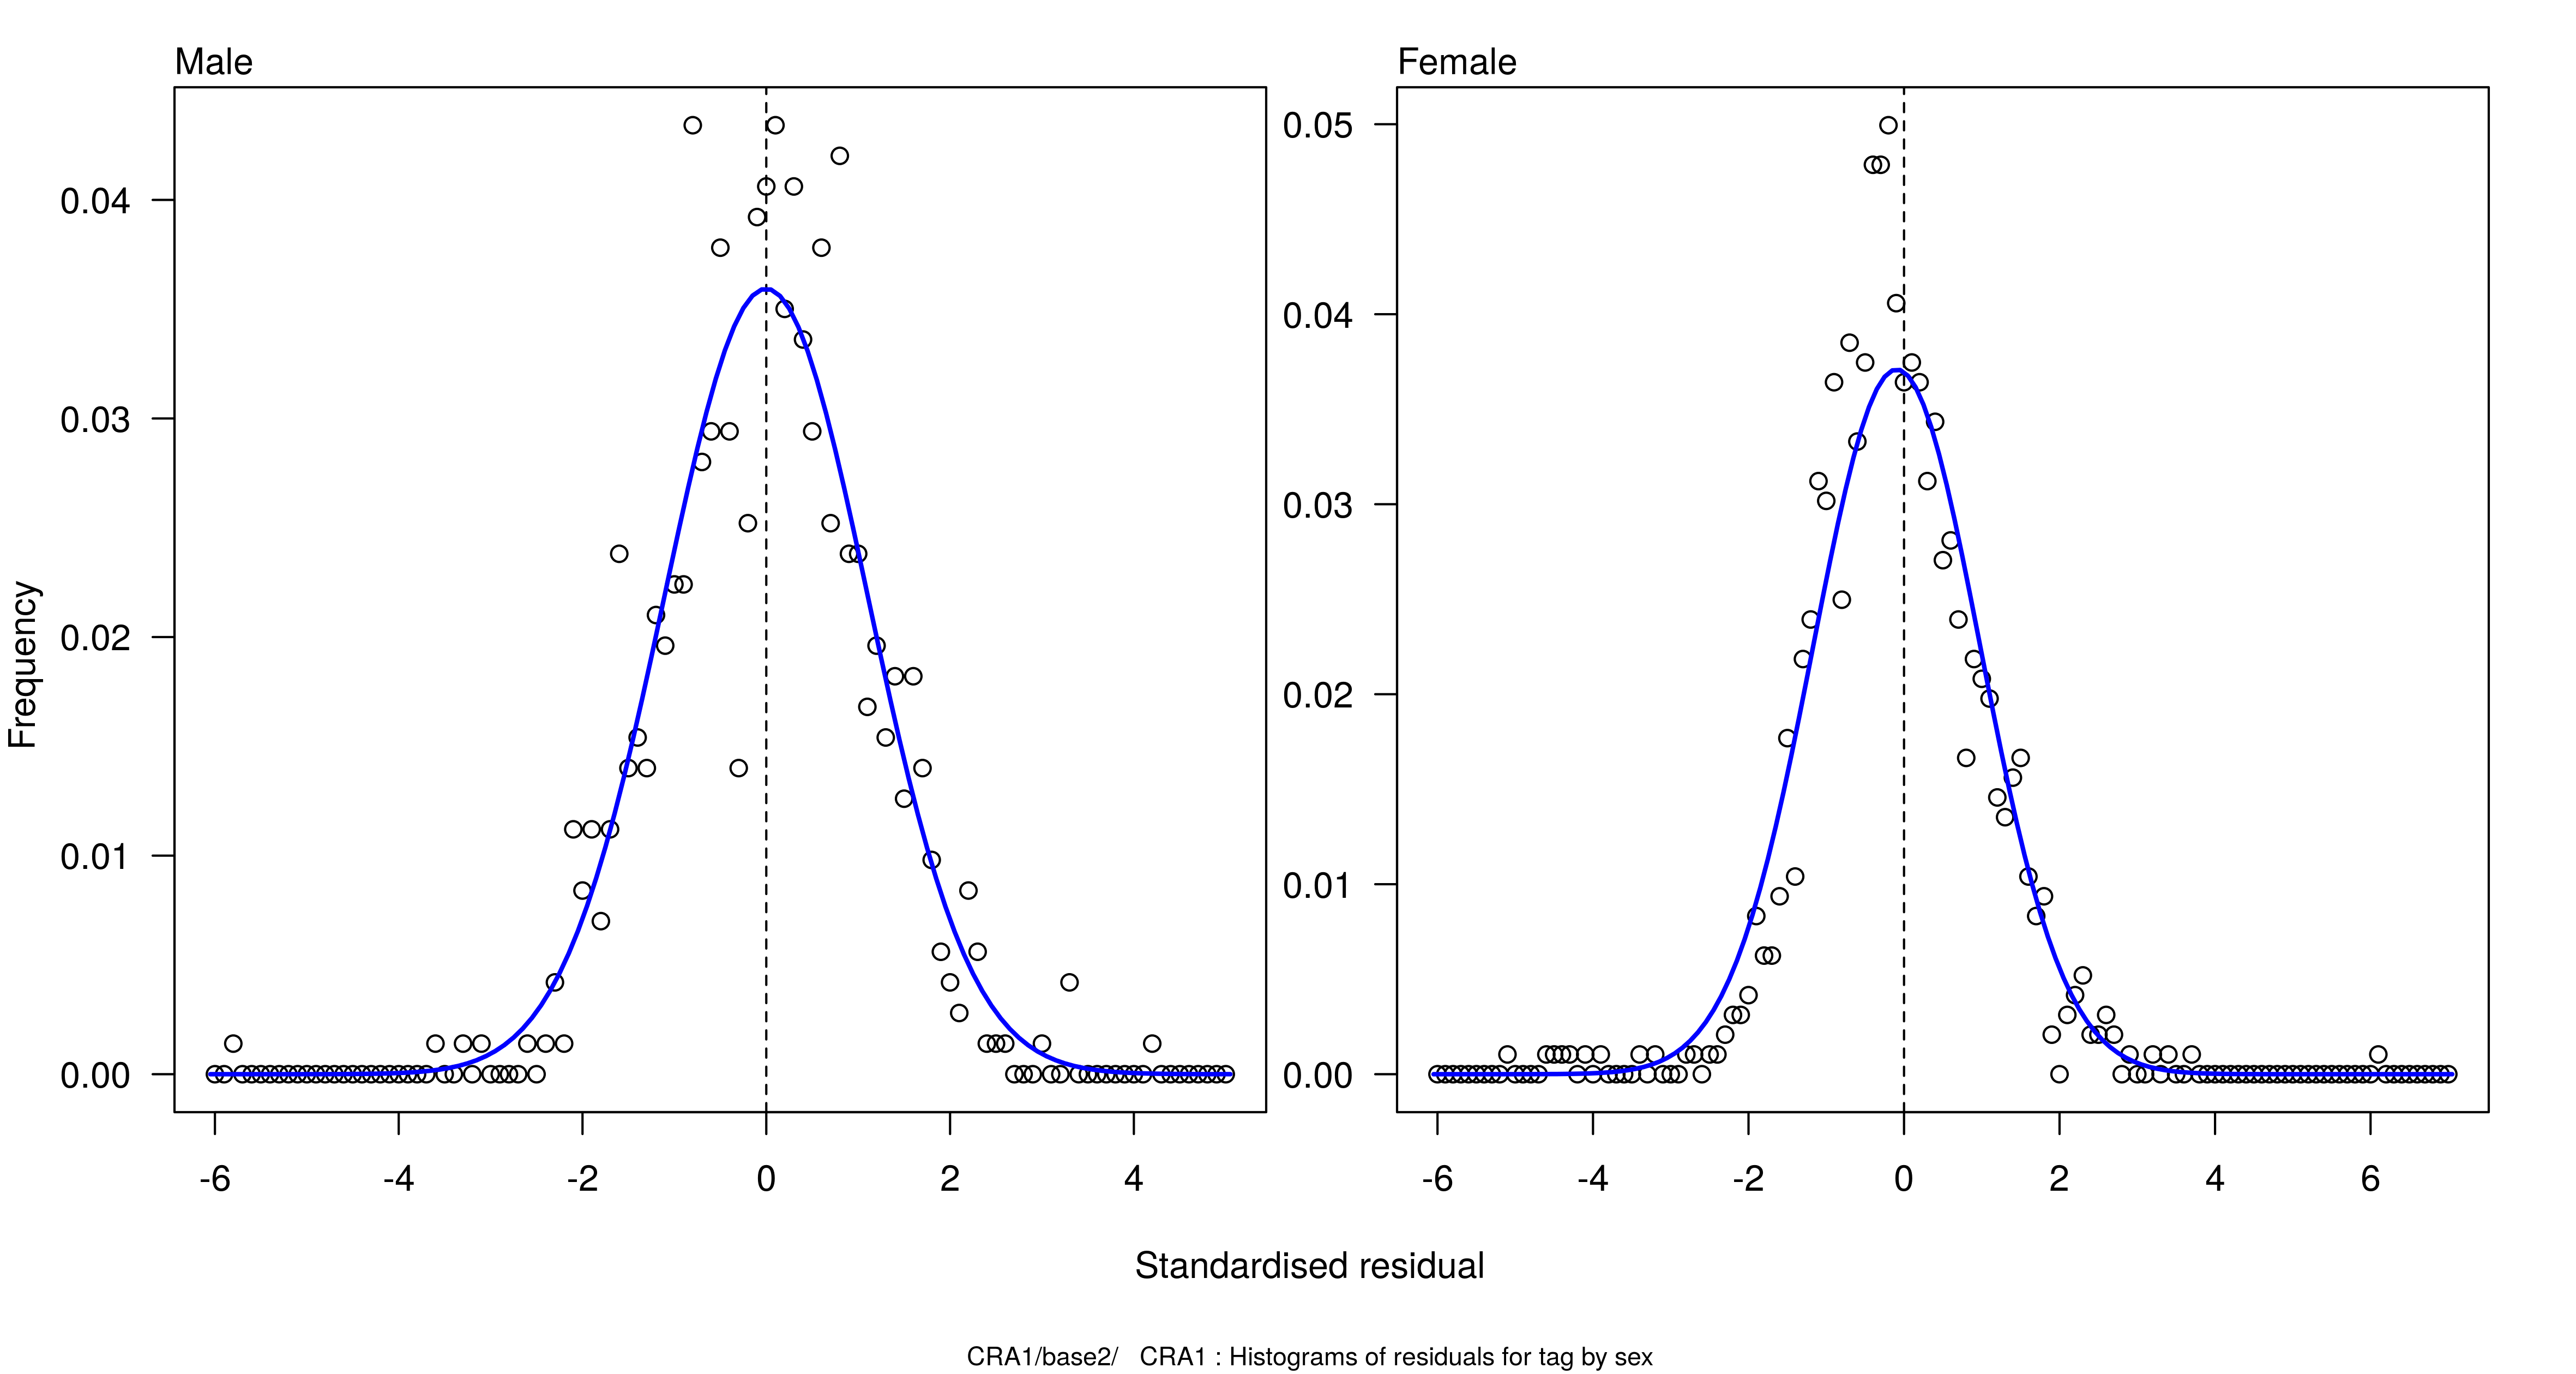 Male
Female
Frequency
0.04
0.03
0.02
0.01
0.00
-6 -4 -2 0 2 4
0.05
0.04
0.03
0.02
0.01
0.00
-6 -4 -2 0 2 4 6
Standardised residual
CRA1/base2/ CRA1 : Histograms of residuals for tag by sex